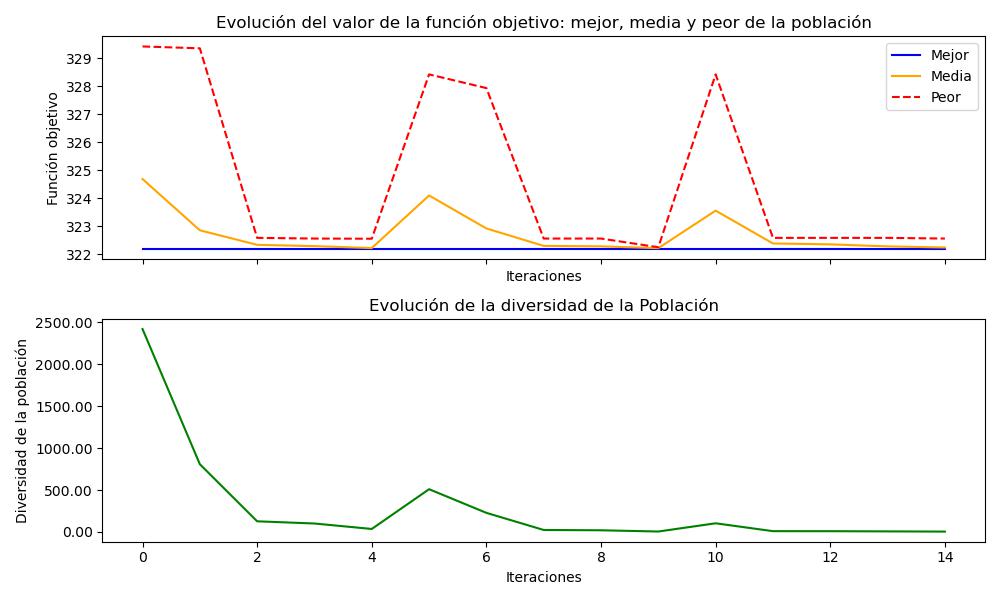 Evolución del valor de la función objetivo: mejor, media y peor de la población
Función objetivo
329
328
327
326
325
324
323
322
Mejor
Media
Peor
Iteraciones
Evolución de la diversidad de la Población
Diversidad de la población
2500.00
2000.00
1500.00
1000.00
500.00
0.00
0 2 4 6 8 10 12 14
Iteraciones